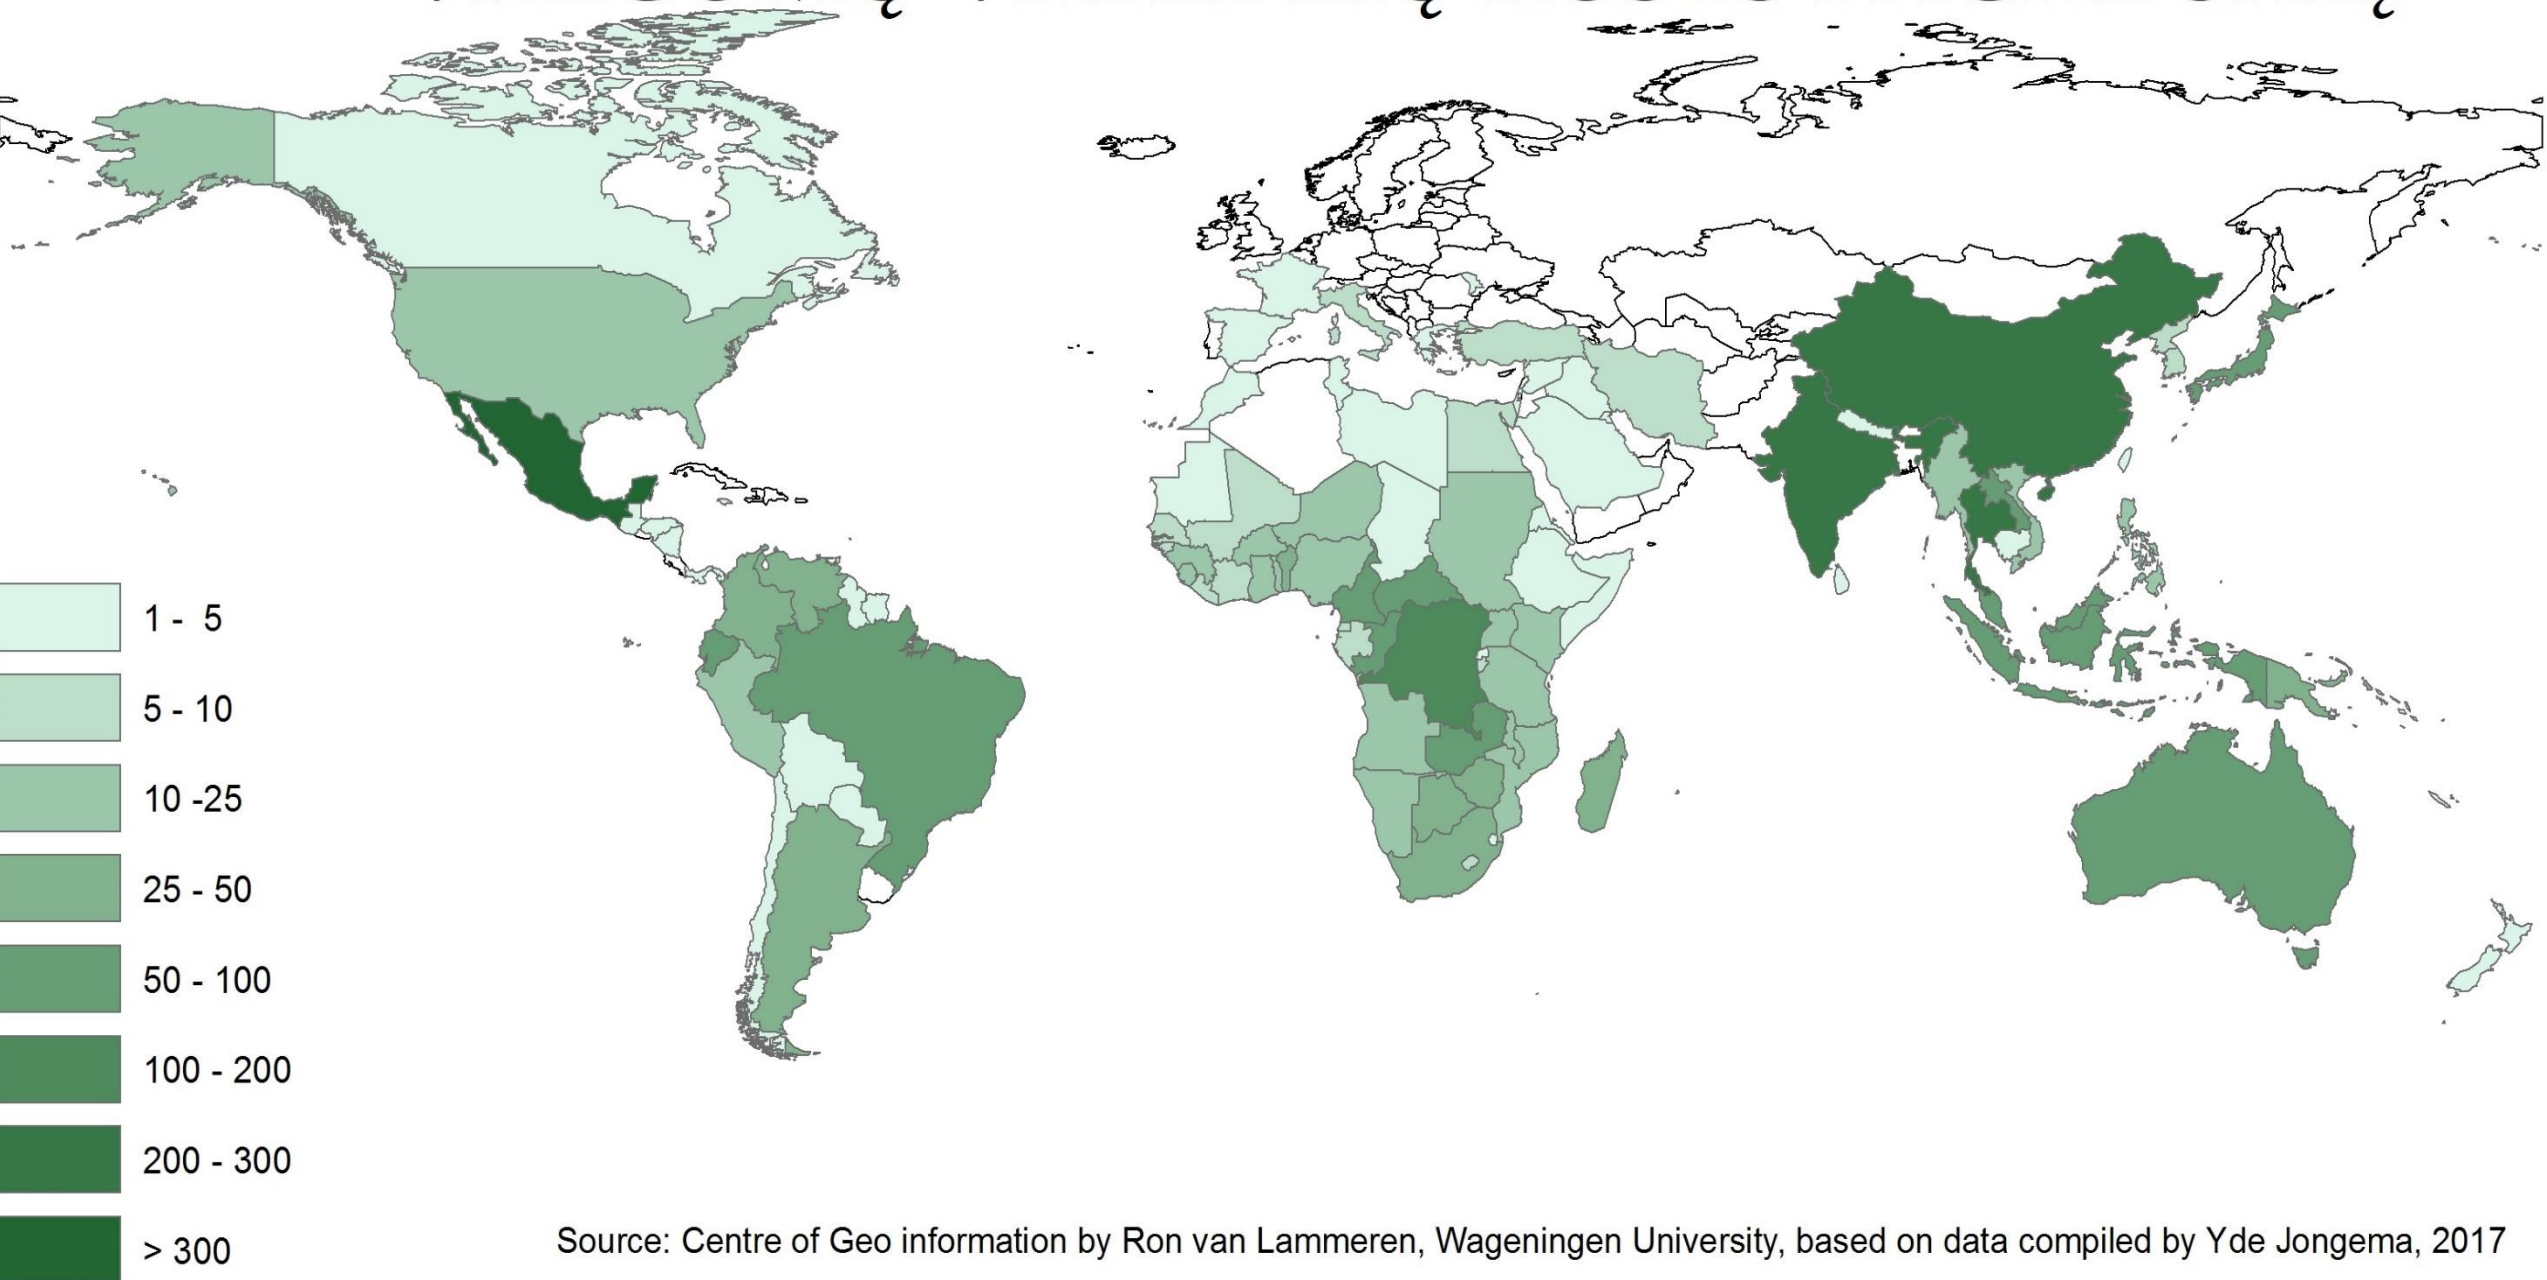 1 - 5
5 - 10
10 -25
25 - 50
50 - 100
100 - 200
200 - 300
> 300
Source: Centre of Geo information by Ron van Lammeren, Wageningen University, based on data compiled by Yde Jongema, 2017